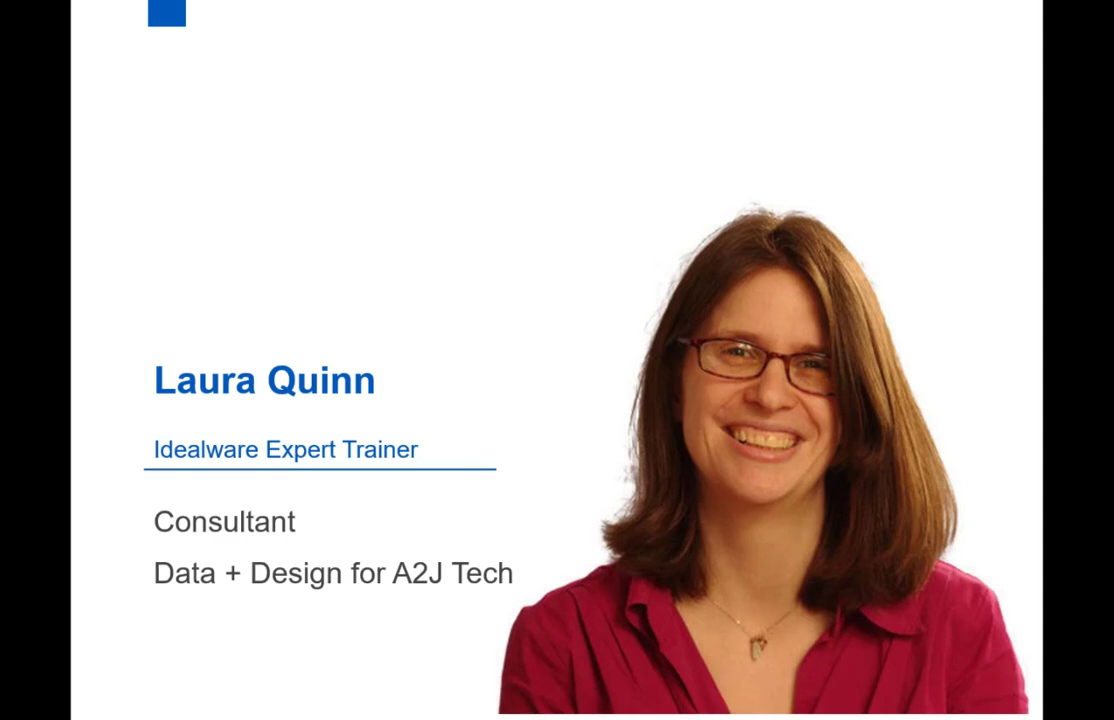 Laura Quinn
Idealware Expert Trainer
Consultant
Data + Design for A2J Tech